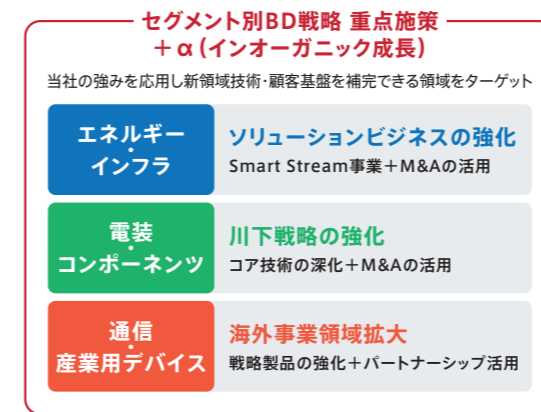 セグメント別BD戦略 重点施策
＋α（インオーガニック成長）
当社の強みを応用し新領域技術・顧客基盤を補完できる領域をターゲット
エネルギー
・
インフラ
ソリューションビジネスの強化
Smart Stream事業＋M&Aの活用
電装
・
コンポーネンツ
川下戦略の強化
コア技術の深化＋M&Aの活用
通信
・
産業用デバイス
海外事業領域拡大
戦略製品の強化＋パートナーシップ活用